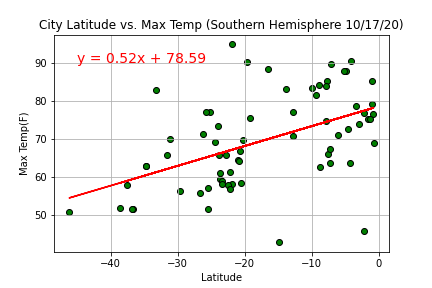 City Latitude vs. Max Temp (Southern Hemisphere 10/17/20)
y = 0.52x + 78.59
Max Temp(F)
90
80
70
60
50
−40
−30
−20
−10
0
Latitude